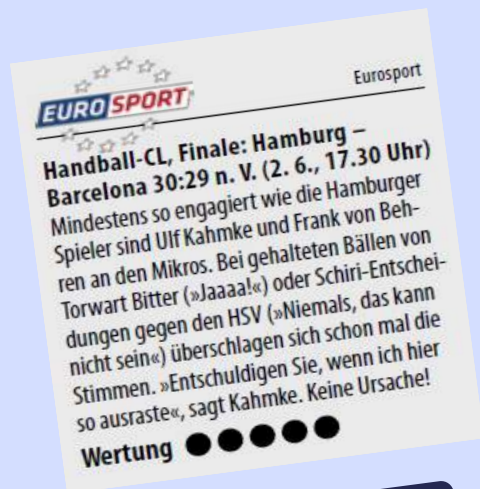 EUROSPORT
Eurosport
Handball-CL, Finale: Hamburg –
Barcelona 30:29 n. V. (2. 6., 17.30 Uhr)
Mindestens so engagiert wie die Hamburger
Spieler sind Ulf Kahmke und Frank von Beh-
ren an den Mikros. Bei gehalteten Bällen von
Torwart Bitter (»Jaaaa!«) oder Schiri-Entschei-
dungen gegen den HSV (»Niemals, das kann
nicht sein«) überschlagen sich schon mal die
Stimmen. »Entschuldigen Sie, wenn ich hier
so ausraste«, sagt Kahmke. Keine Ursache!
Wertung ●●●●●